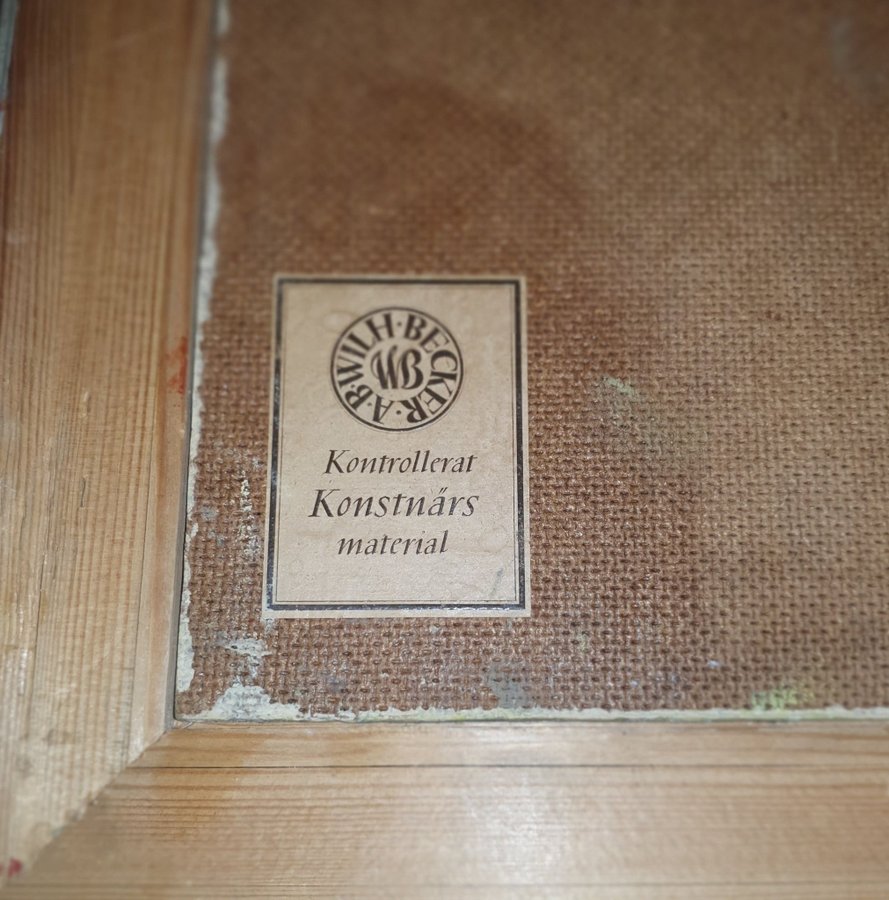 A·B·WILH·BECKER·
WB
Kontrollerat
Konstnärs
material